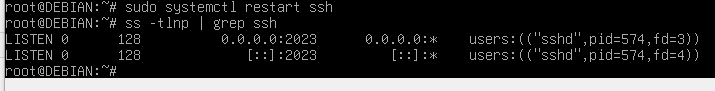 root@DEBIAN:~# sudo systemctl restart ssh
root@DEBIAN:~# ss -tlnp | grep ssh
LISTEN 0      128          0.0.0.0:2023      0.0.0.0:*    users:(("sshd",pid=574,fd=3))
LISTEN 0      128             [::]:2023         [::]:*    users:(("sshd",pid=574,fd=4))
root@DEBIAN:~#